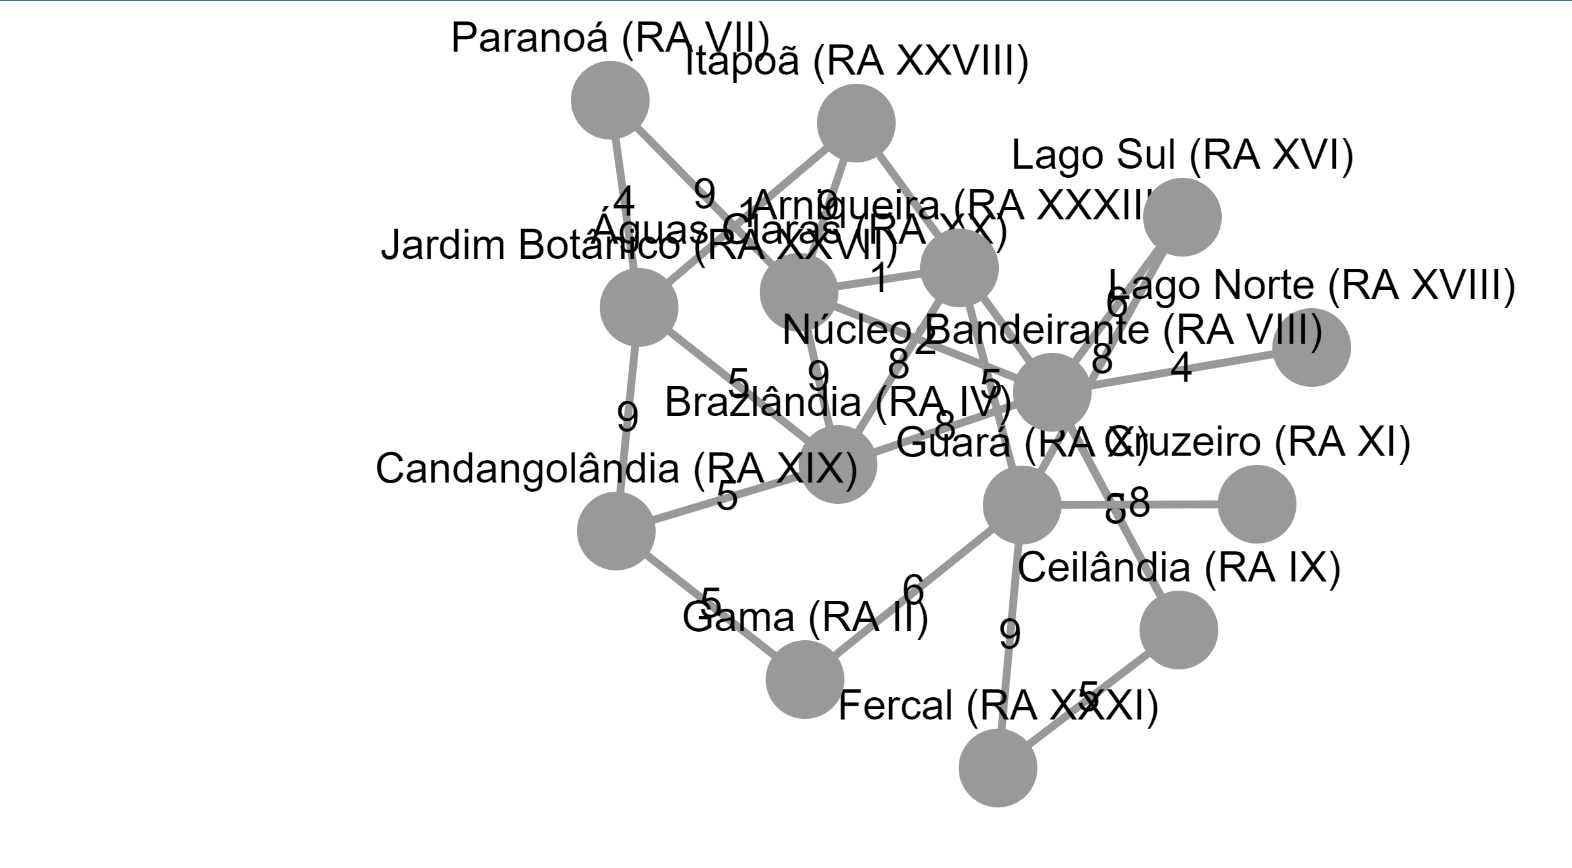 Paranoá (RA VII)
Itapoã (RA XXVIII)
Lago Sul (RA XVI)
4
9
1
9
Arniqueira (RA XXXIII)
Águas Claras (RA XX)
Jardim Botânico (RA XXVII)
1
6
Lago Norte (RA XVIII)
Núcleo Bandeirante (RA VIII)
2
8
8
4
5
9
5
Brazlândia (RA IV)
9
8
Guará (RA X)
Cruzeiro (RA XI)
Candangolândia (RA XIX)
5
8
Ceilândia (RA IX)
5
6
Gama (RA II)
9
5
Fercal (RA XXXI)